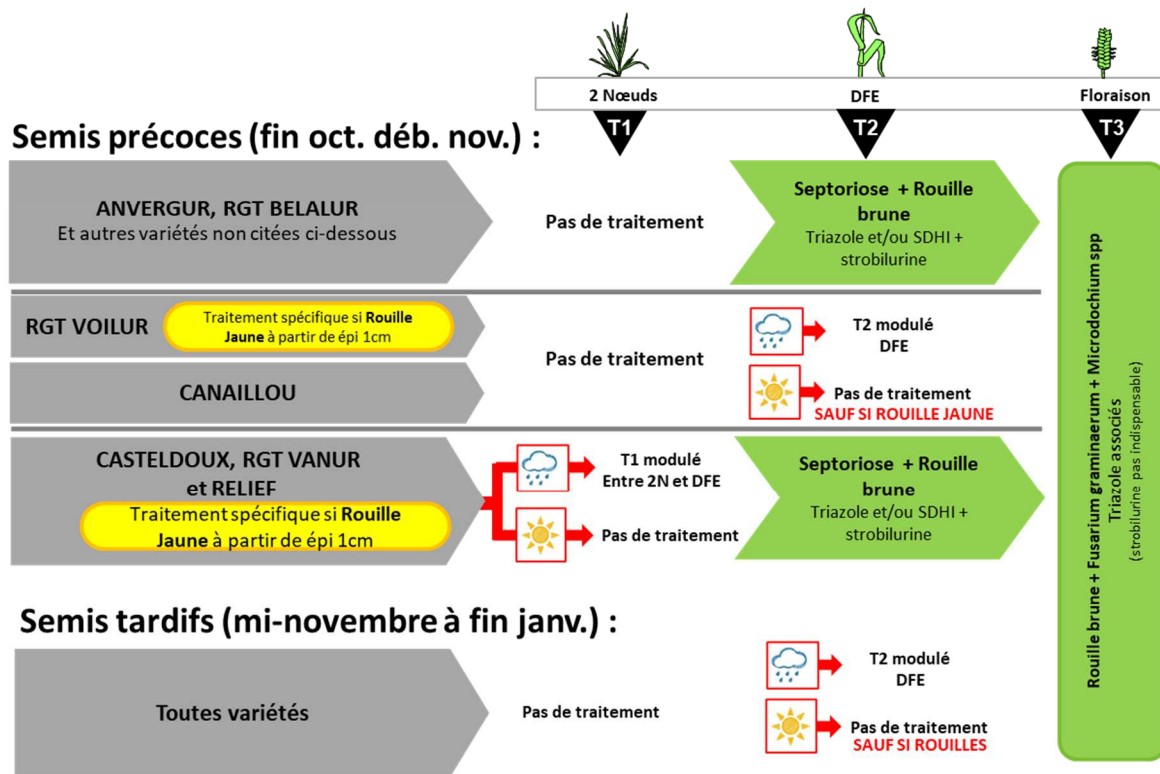 2 Nœuds
DFE
Floraison
T1
T2
T3
Semis précoces (fin oct. déb. nov.) :
ANVERGUR, RGT BELALUR
Et autres variétés non citées ci-dessous
Pas de traitement
Septoriose + Rouille
brune
Triazole et/ou SDHI +
strobilurine
RGT VOILUR
Traitement spécifique si Rouille
Jaune à partir de épi 1cm
CANAILLOU
Pas de traitement
T2 modulé
DFE
Pas de traitement
SAUF SI ROUILLE JAUNE
CASTELDOUX, RGT VANUR
et RELIEF
Traitement spécifique si Rouille
Jaune à partir de épi 1cm
T1 modulé
Entre 2N et DFE
Pas de traitement
Septoriose + Rouille
brune
Triazole et/ou SDHI +
strobilurine
Rouille brune + Fusarium graminaerum + Microdochium spp
Triazole associés
(strobilurine pas indispensable)
Semis tardifs (mi-novembre à fin janv.) :
Toutes variétés
Pas de traitement
T2 modulé
DFE
Pas de traitement
SAUF SI ROUILLES